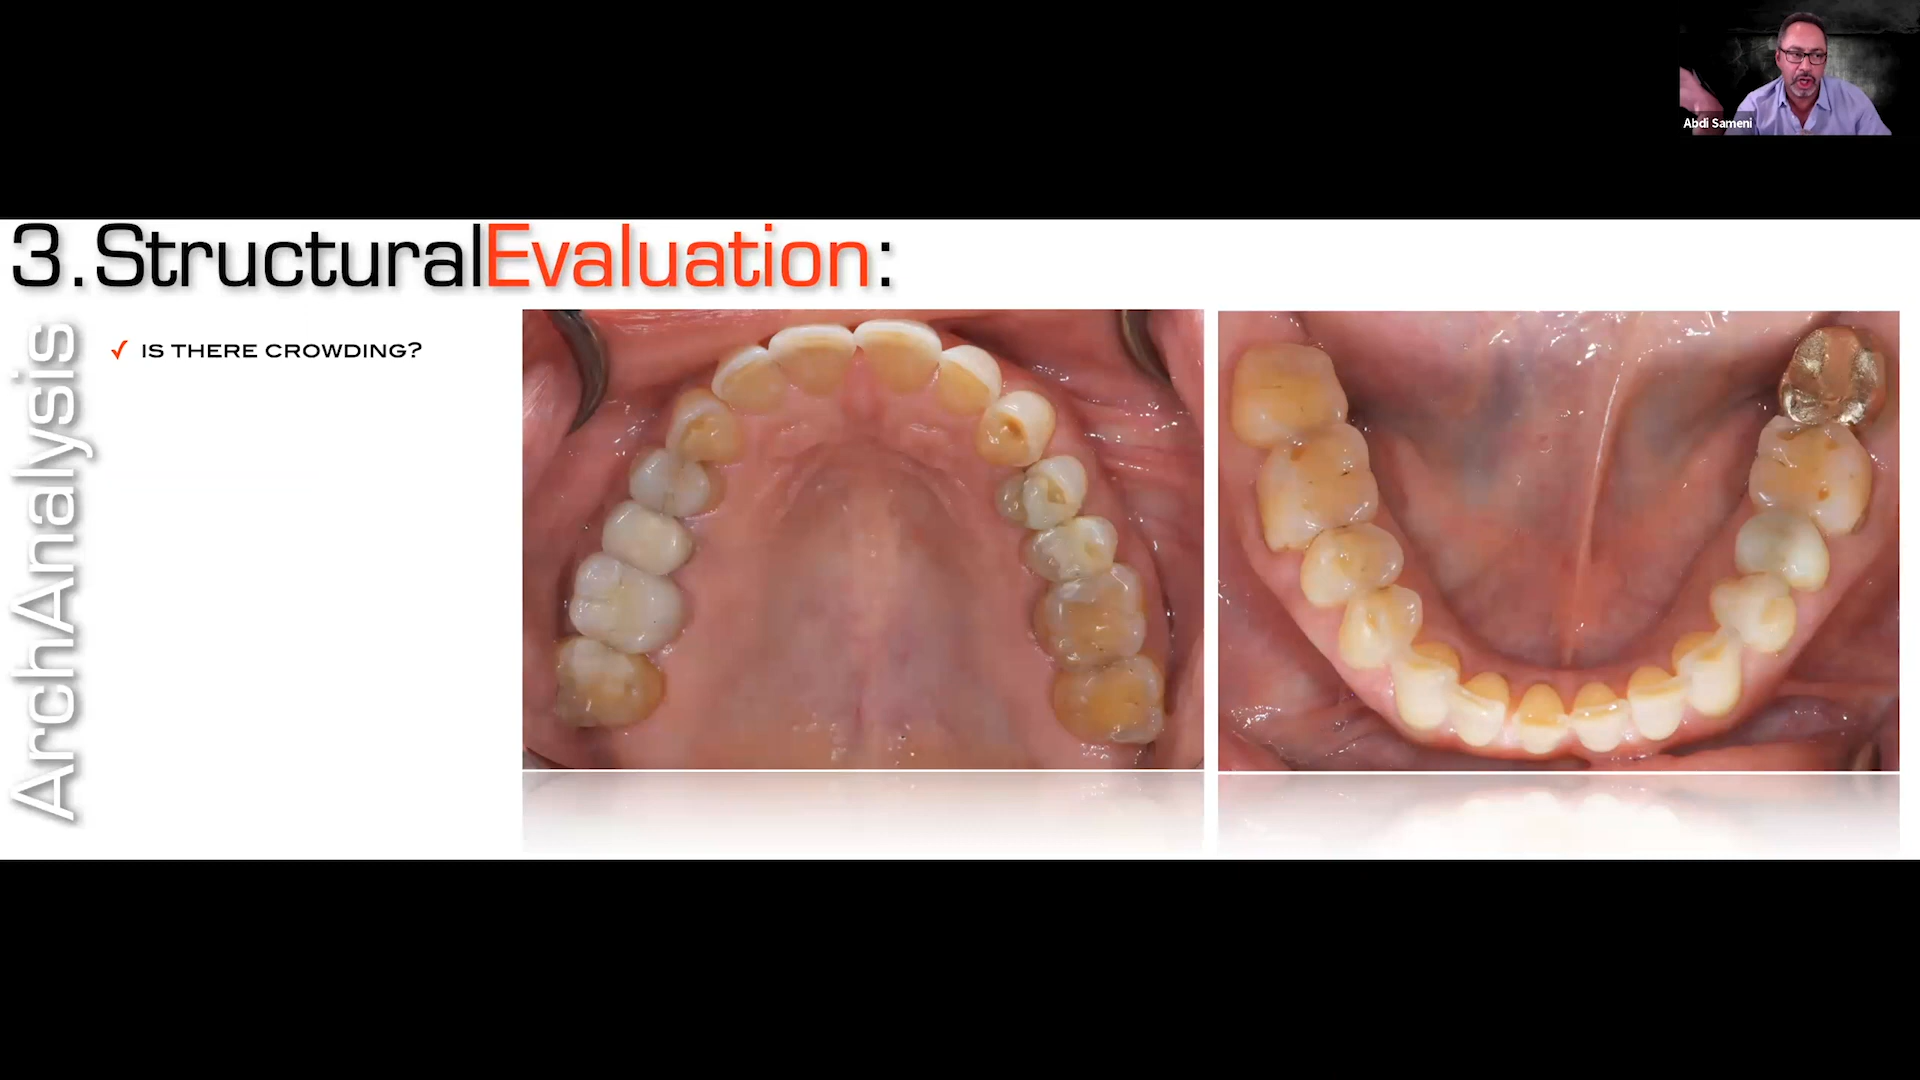 Abdi Sameni
3.StructuralEvaluation:
ArchAnalysis
✓ IS THERE CROWDING?